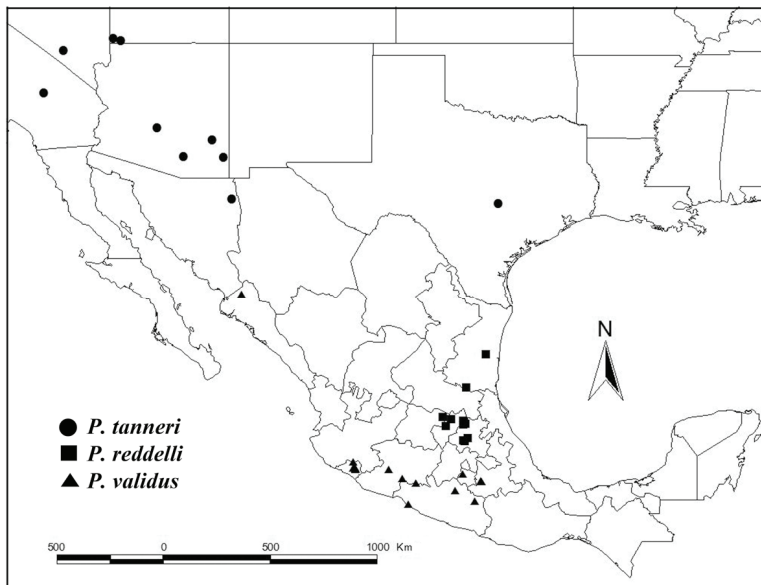 N
P. tanneri
P. reddelli
P. validus
500 0 500 1000 Km